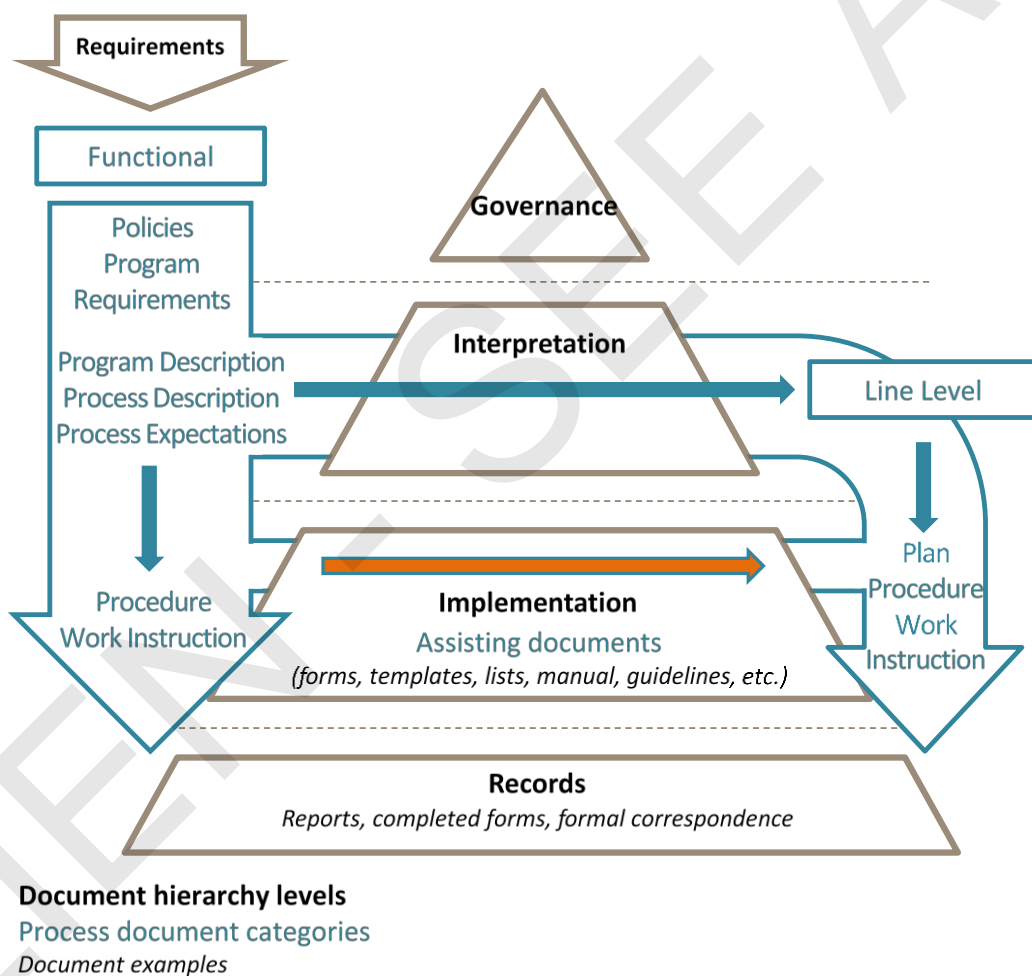 Requirements
Functional
Policies
Program
Requirements
Program Description
Process Description
Process Expectations
Procedure
Work Instruction
Governance
Interpretation
Line Level
Plan
Procedure
Work
Instruction
Implementation
Assisting documents
(forms, templates, lists, manual, guidelines, etc.)
Records
Reports, completed forms, formal correspondence
Document hierarchy levels
Process document categories
Document examples